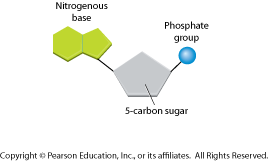 Nitrogenous
base
Phosphate
group
5-carbon sugar
Copyright © Pearson Education, Inc., or its affiliates. All Rights Reserved.